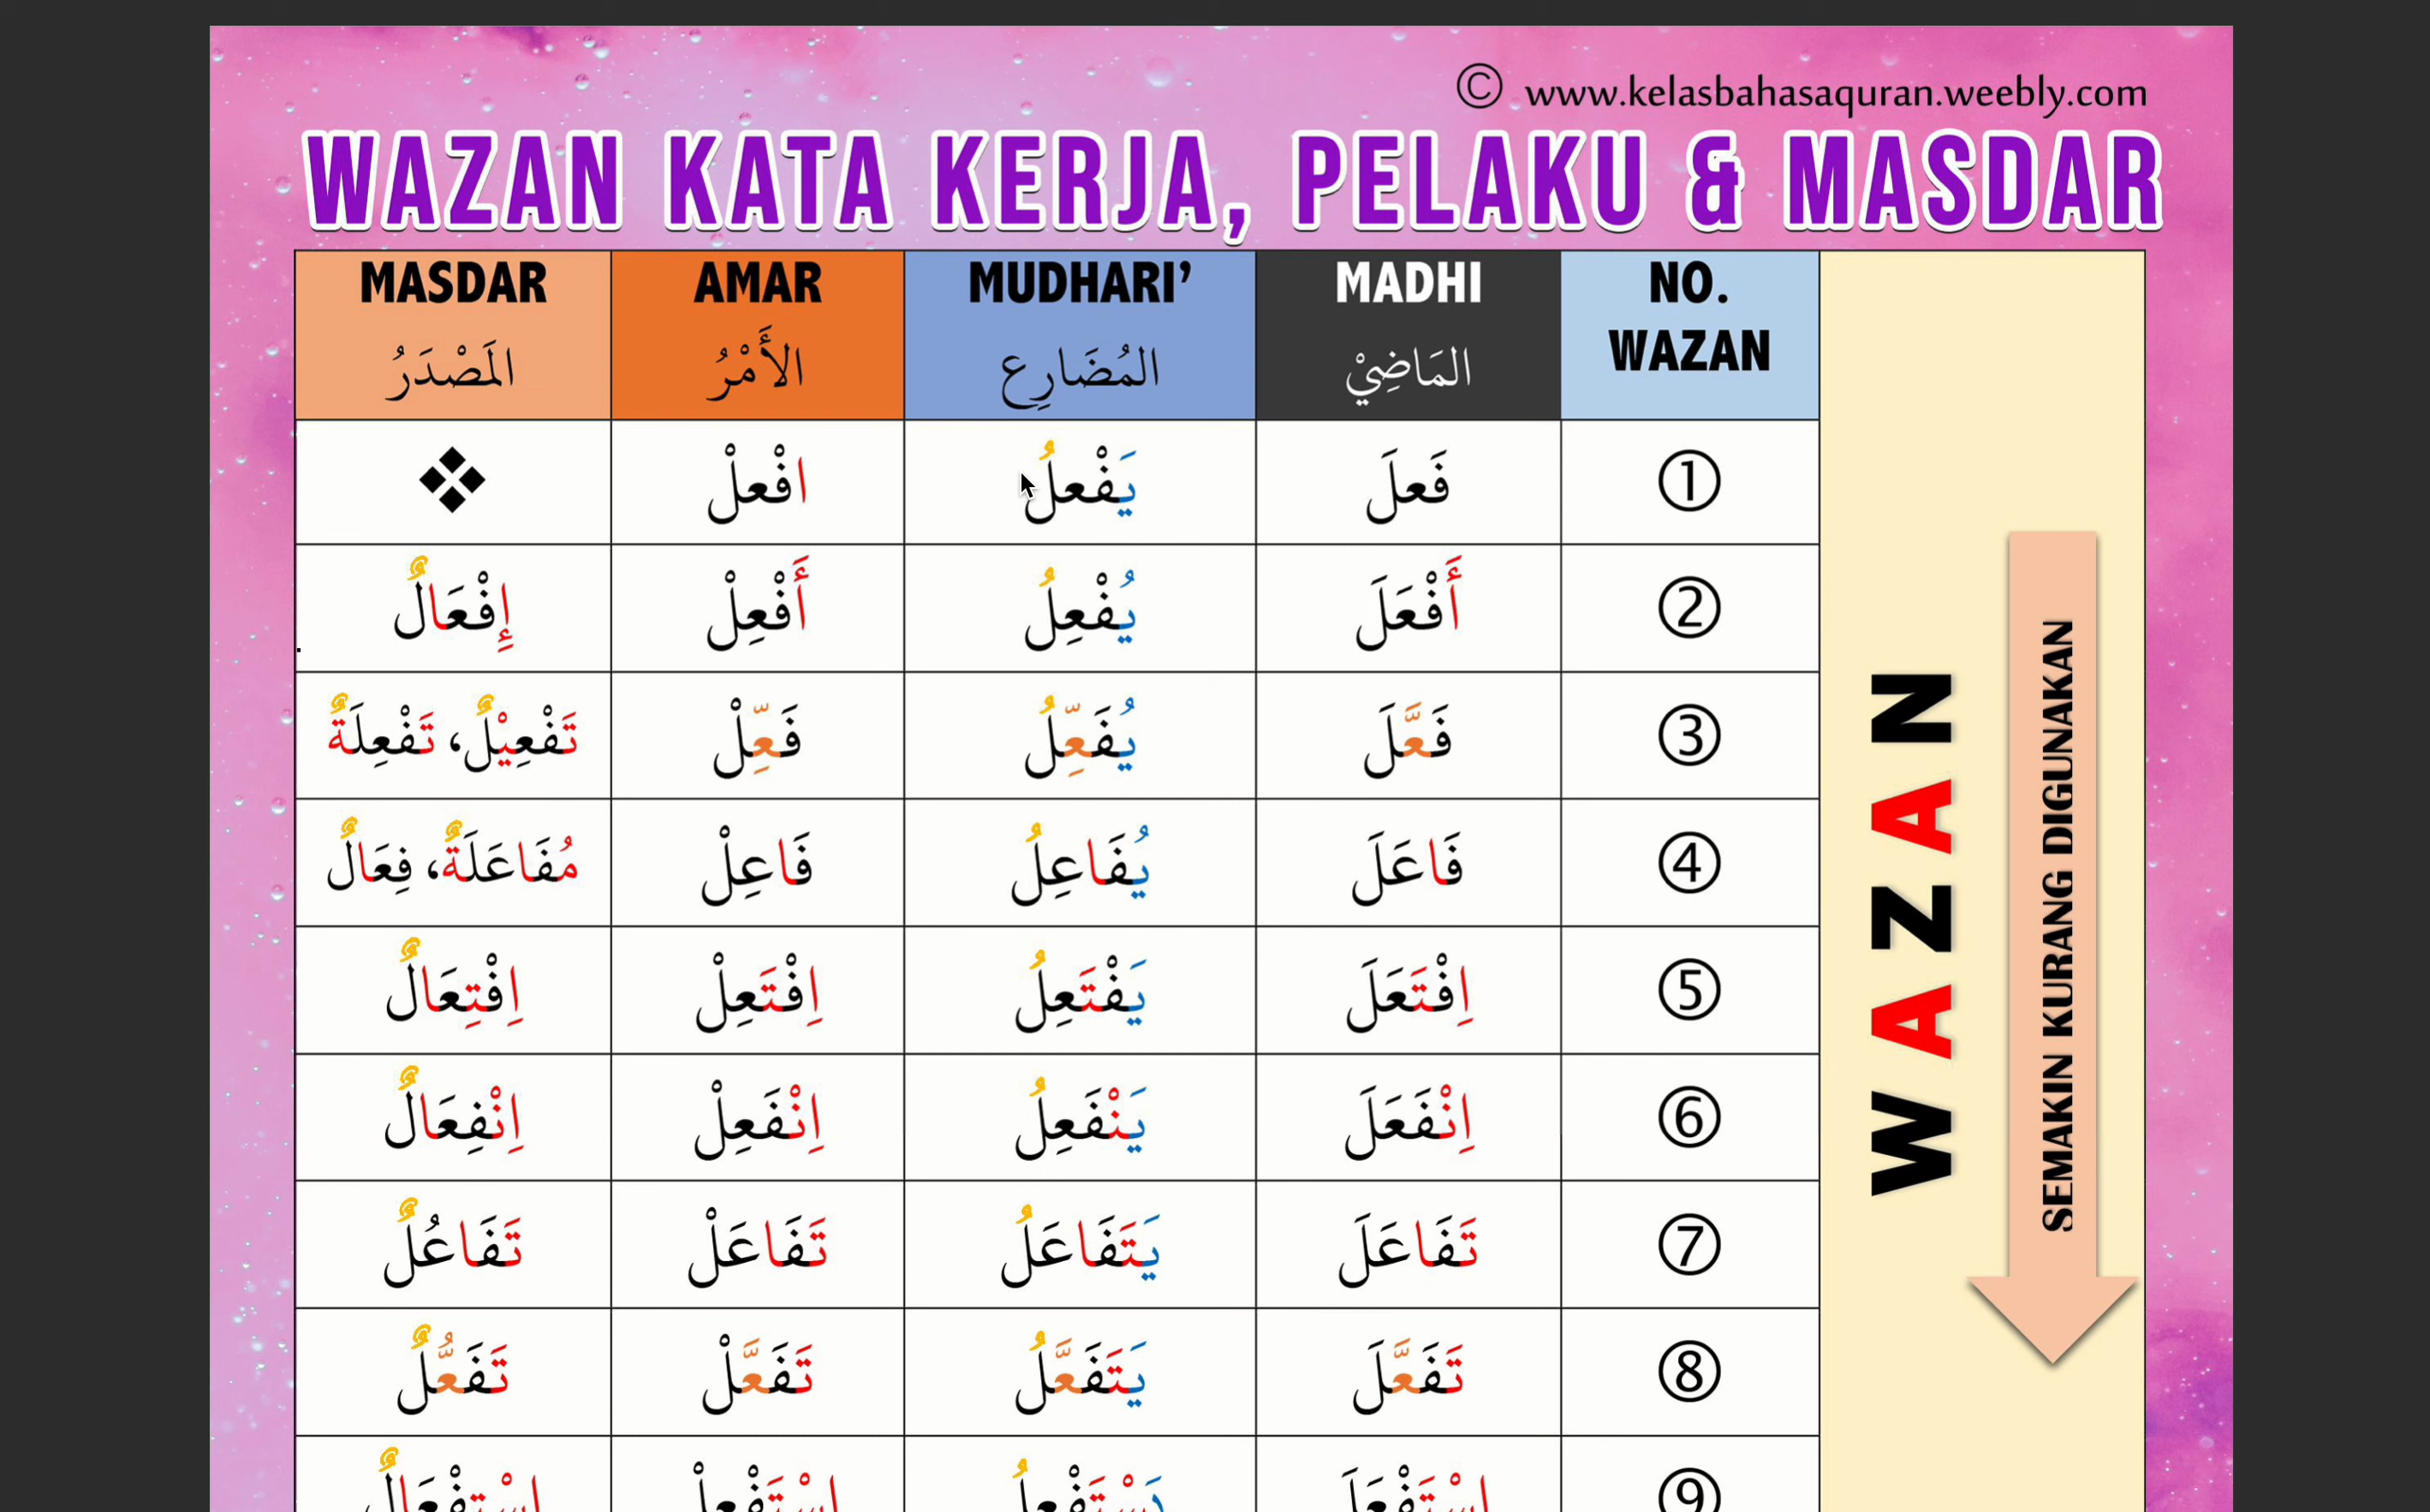 © www.kelasbahasaquran.weebly.com
WAZAN KATA KERJA, PELAKU & MASDAR
MASDAR AMAR MUDHARI’ MADHI NO. WAZAN
المَصْدَرُ الأَمْرُ المُضَارِع المَاضِيْ
❖ افْعلْ يَفْعلُ فَعلَ ①
إِفْعَالٌ أَفْعِلْ يُفْعِلُ أَفْعَلَ ②
تَفْعِيْلٌ، تَفْعِلَةٌ فَعِّلْ يُفَعِّلُ فَعَّلَ ③
مُفَاعَلَةٌ، فِعَالٌ فَاعِلْ يُفَاعِلُ فَاعَلَ ④
اِفْتِعَالٌ اِفْتَعِلْ يَفْتَعِلُ اِفْتَعَلَ ⑤
اِنْفِعَالٌ اِنْفَعِلْ يَنْفَعِلُ اِنْفَعَلَ ⑥
تَفَاعُلٌ تَفَاعَلْ يَتَفَاعَلُ تَفَاعَلَ ⑦
تَفَعُّلٌ تَفَعَّلْ يَتَفَعَّلُ تَفَعَّلَ ⑧
⑨
WAZAN
SEMAKIN KURANG DIGUNAKAN